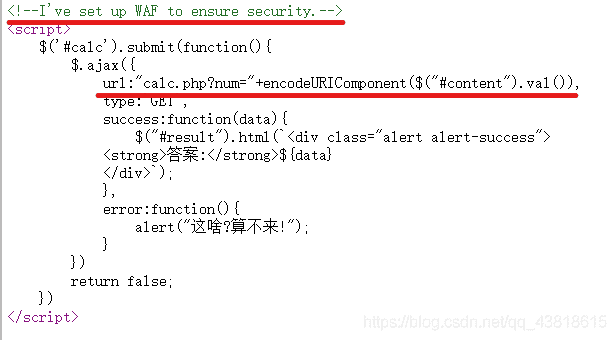 <!--I've set up WAF to ensure security.-->
<script>
    $('#calc').submit(function(){
        $.ajax({
            url:"calc.php?num="+encodeURIComponent($("#content").val()),
            type:'GET',
            success:function(data){
                $("#result").html(`<div class="alert alert-success">
            <strong>答案:</strong>${data}
            </div>`);
            },
            error:function(){
                alert("这啥?算不来!");
            }
        })
        return false;
    })
</script>
https://blog.csdn.net/qq_43818615